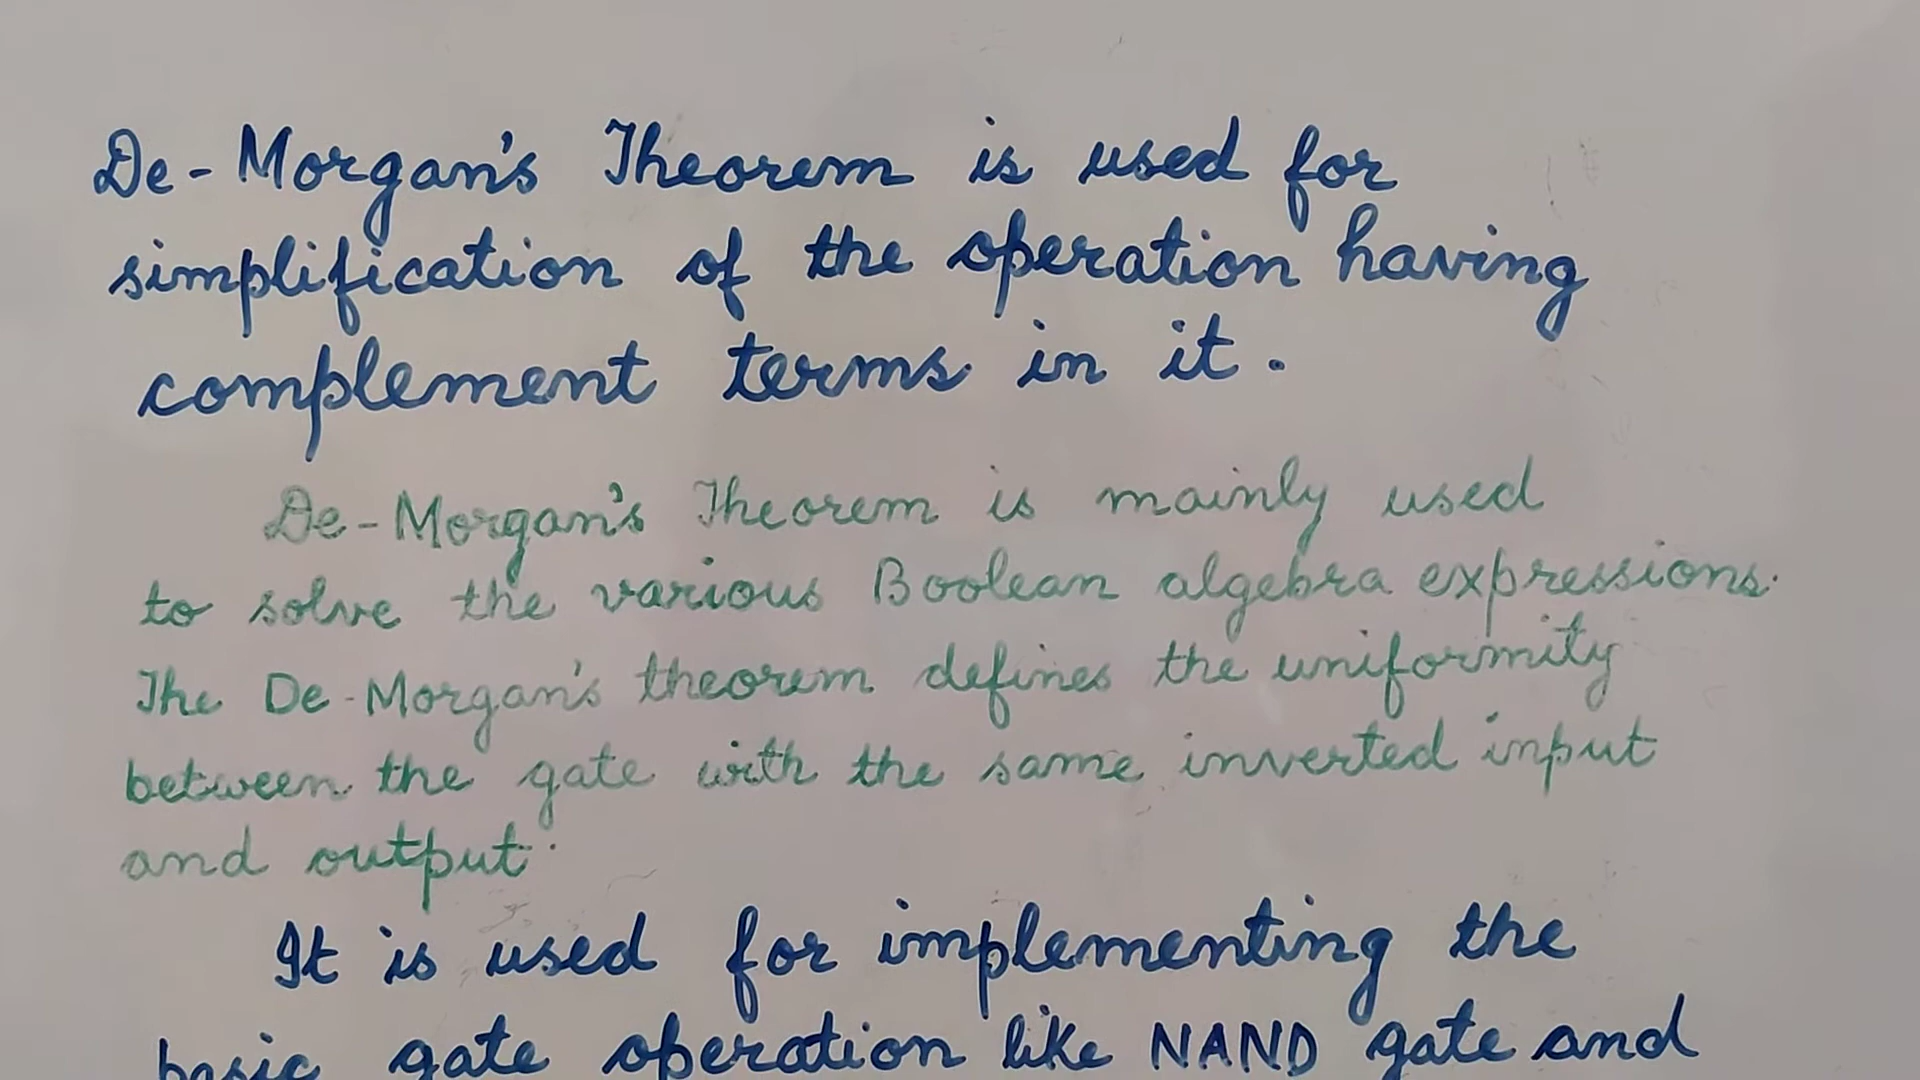 De-Morgan's Theorem is used for
simplification of the operation having
complement terms in it.
De-Morgan's Theorem is mainly used
to solve the various Boolean algebra expressions.
The De-Morgan's theorem defines the uniformity
between the gate with the same inverted input
and output.
It is used for implementing the
basic gate operation like NAND gate and